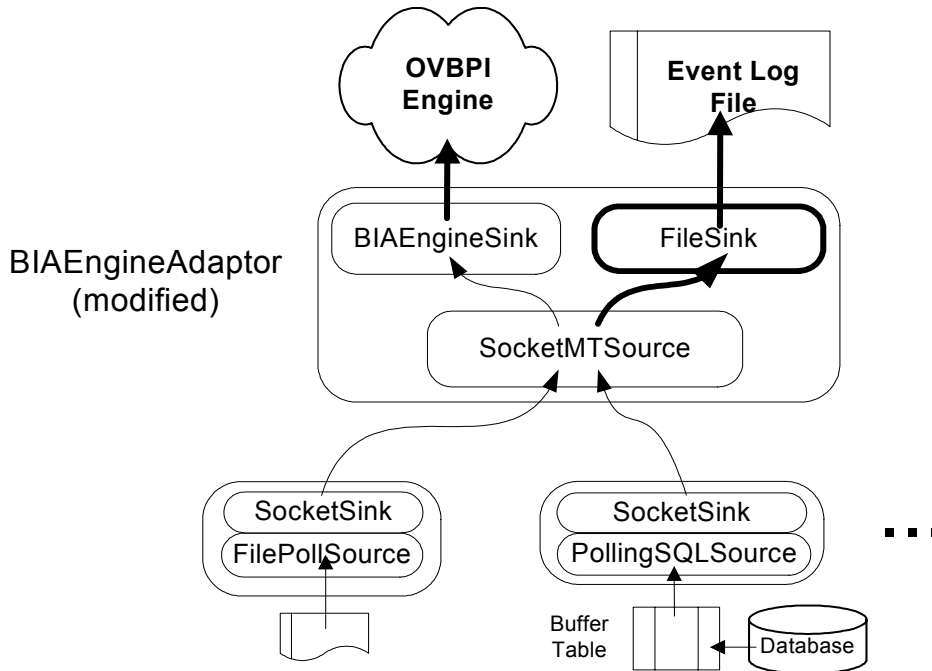 OVBPI
Engine
Event Log
File
BIAEngineAdaptor
(modified)
BIAEngineSink
FileSink
SocketMTSource
SocketSink
FilePollSource
SocketSink
PollingSQLSource
Buffer
Table
Database